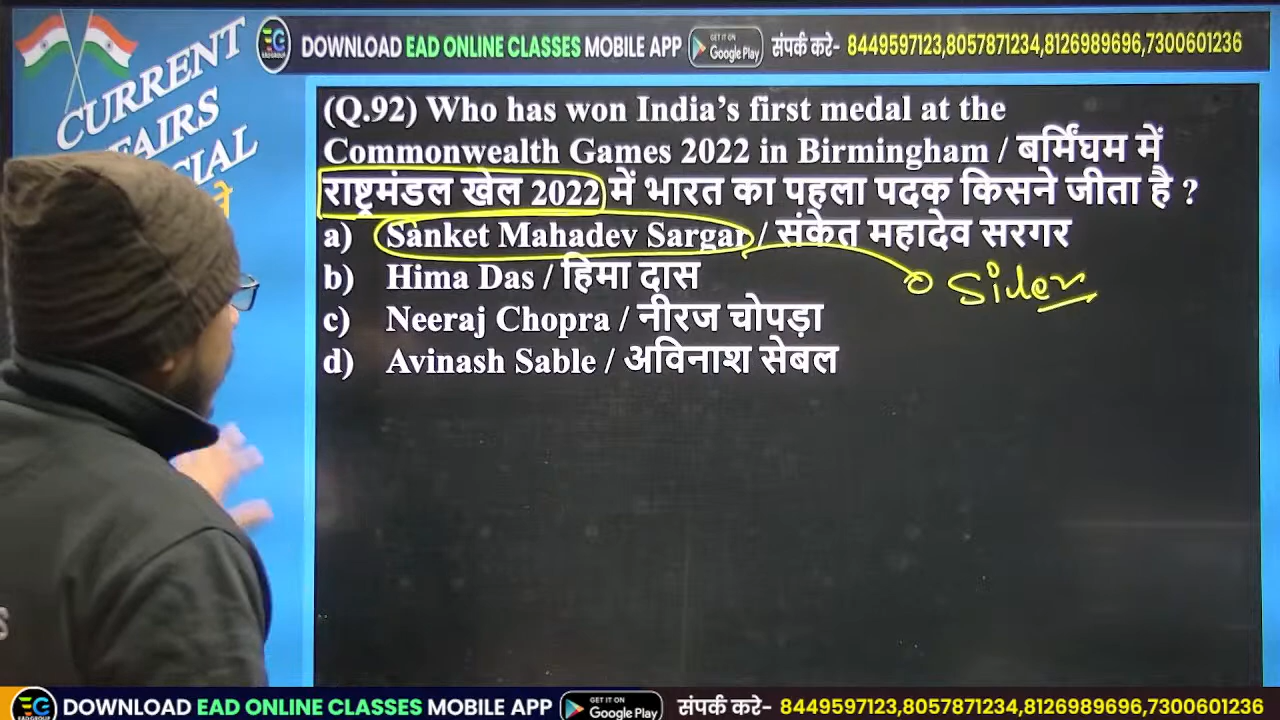 DOWNLOAD EAD ONLINE CLASSES MOBILE APP GET IT ON Google Play संपर्क करे- 8449597123,8057871234,8126989696,7300601236
CURRENT
(Q.92) Who has won India's first medal at the
Commonwealth Games 2022 in Birmingham / बर्मिंघम में
राष्ट्रमंडल खेल 2022 में भारत का पहला पदक किसने जीता है ?
a) Sanket Mahadev Sargar / संकेत महादेव सरगर
b) Hima Das / हिमा दास
c) Neeraj Chopra / नीरज चोपड़ा
d) Avinash Sable / अविनाश सेबल
DOWNLOAD EAD ONLINE CLASSES MOBILE APP GET IT ON Google Play संपर्क करे- 8449597123,8057871234,8126989696,7300601236